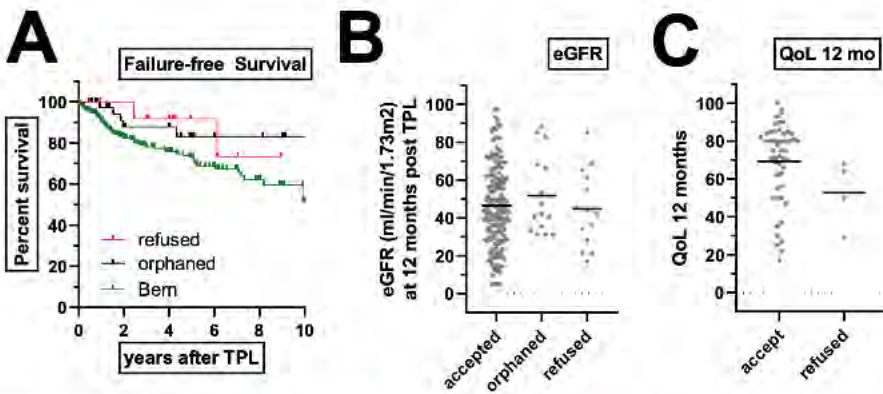 A
Failure-free Survival
Percent survival
100
80
60
40
20
0
refused
orphaned
Bern
0
2
4
6
8
10
years after TPL
B
eGFR
eGFR (ml/min/1.73m2)
at 12 months post TPL
100
80
60
40
20
0
accepted
orphaned
refused
C
QoL 12 mo
QoL 12 months
100
80
60
40
20
0
accept
refused